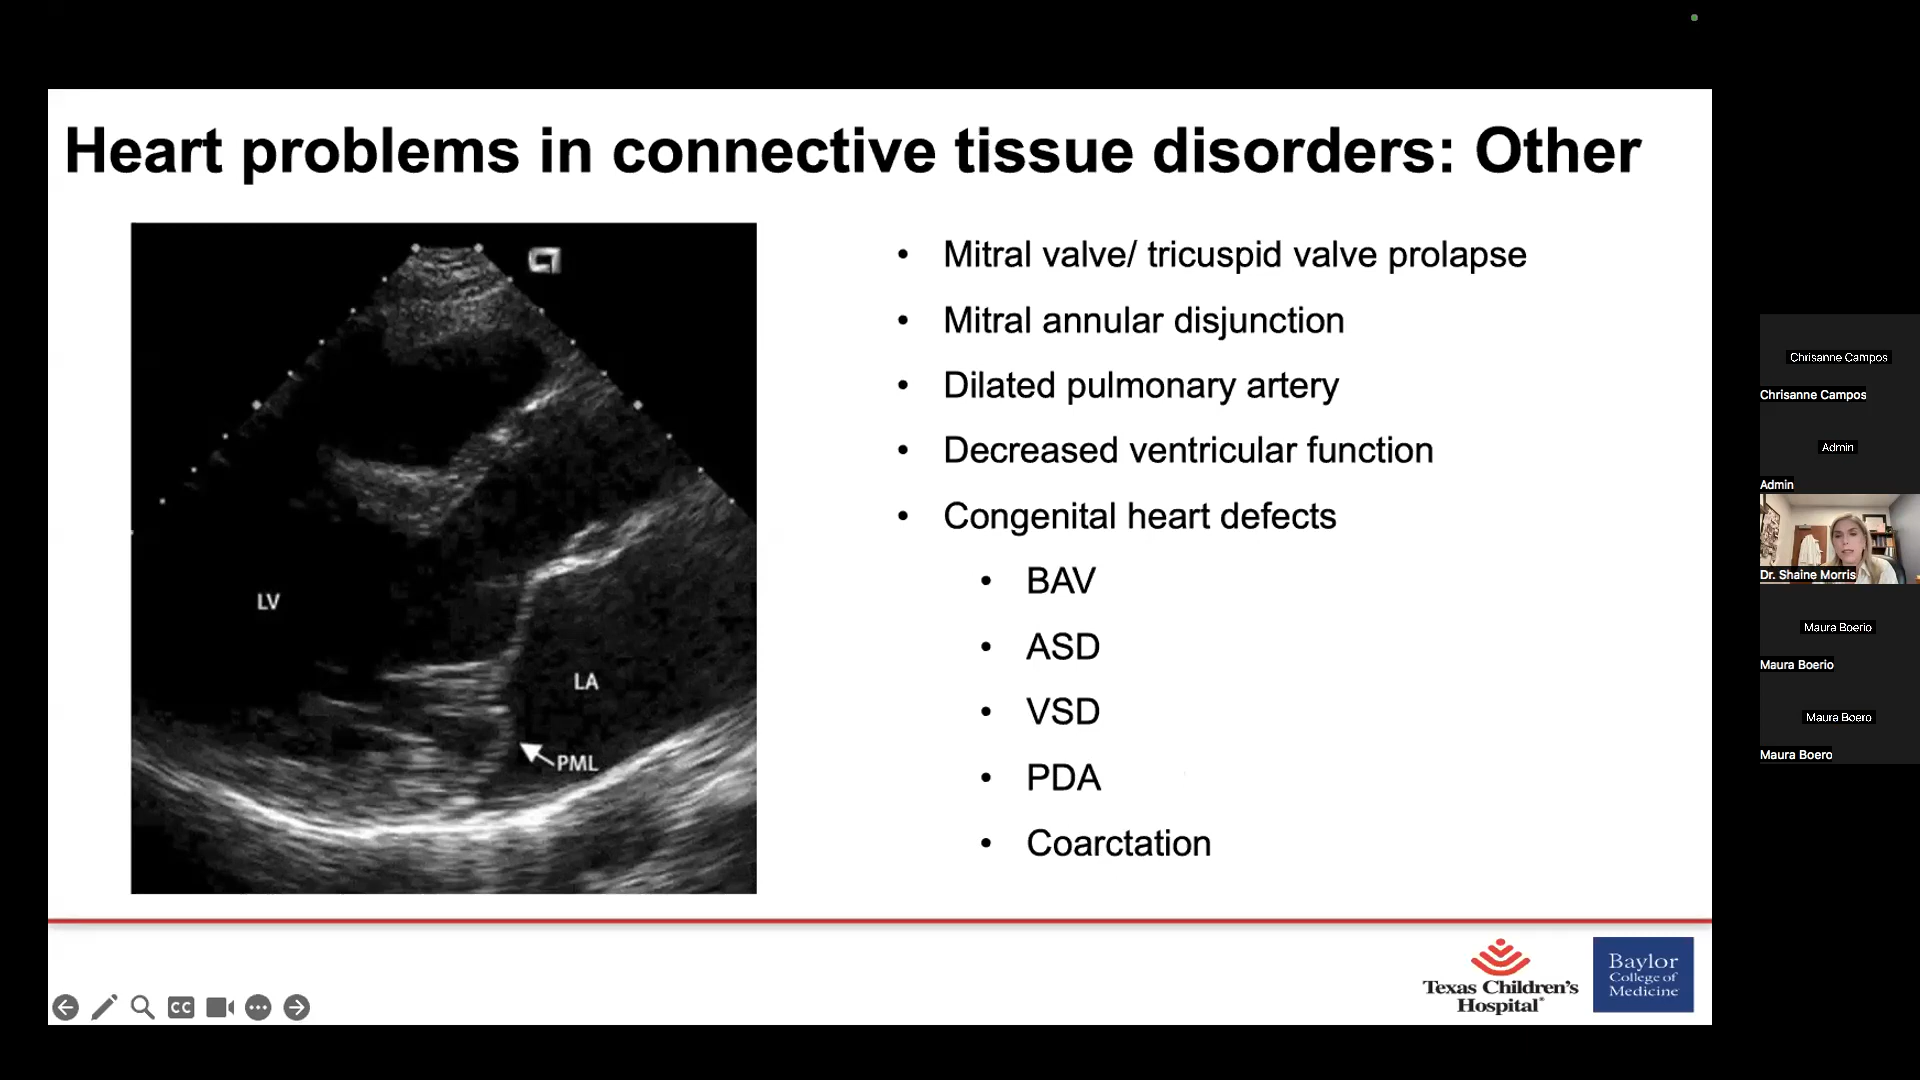 Heart problems in connective tissue disorders: Other
• Mitral valve/ tricuspid valve prolapse
• Mitral annular disjunction
• Dilated pulmonary artery
• Decreased ventricular function
• Congenital heart defects
• BAV
• ASD
• VSD
• PDA
• Coarctation
LV
LA
PML
CC
Texas Children's
Hospital®
Baylor
College of
Medicine
Chrisanne Campos
Chrisanne Campos
Admin
Admin
Dr. Shaine Morris
Maura Boerio
Maura Boerio
Maura Boero
Maura Boero